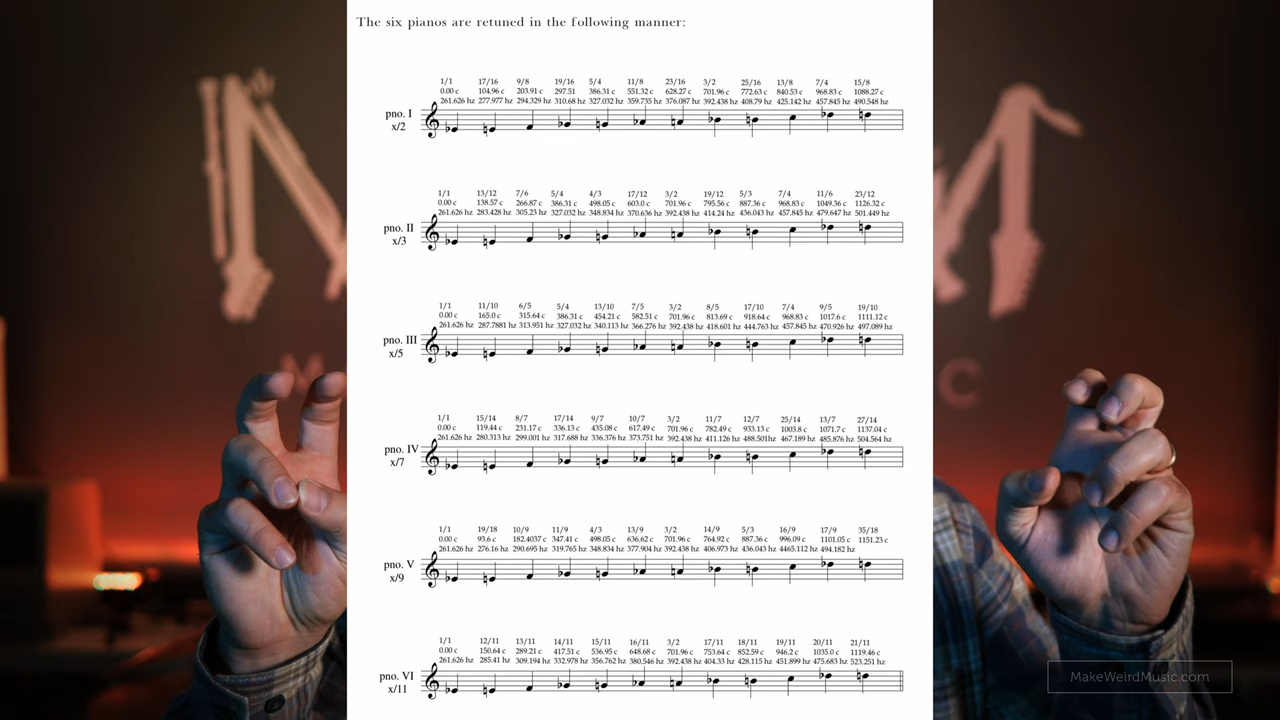 The six pianos are retuned in the following manner:
1/1 17/16 9/8 19/16 5/4 11/8 23/16 3/2 25/16 13/8 7/4 15/8
0.00 c 104.96 c 203.91 c 297.51 386.31 c 551.32 c 628.27 c 701.96 c 772.63 c 840.53 c 968.83 c 1088.27 c
261.626 hz 277.977 hz 294.329 hz 310.68 hz 327.032 hz 359.735 hz 376.087 hz 392.438 hz 408.79 hz 425.142 hz 457.845 hz 490.548 hz
pno. I
x/2
1/1 13/12 7/6 5/4 4/3 17/12 3/2 19/12 5/3 7/4 11/6 23/12
0.00 c 138.57 c 266.87 c 386.31 c 498.05 c 603.0 c 701.96 c 795.56 c 887.36 c 968.83 c 1049.36 c 1126.32 c
261.626 hz 283.428 hz 305.23 hz 327.032 hz 348.834 hz 370.636 hz 392.438 hz 414.24 hz 436.043 hz 457.845 hz 479.647 hz 501.449 hz
pno. II
x/3
1/1 11/10 6/5 5/4 13/10 7/5 3/2 8/5 17/10 7/4 9/5 19/10
0.00 c 165.0 c 315.64 c 386.31 c 454.21 c 582.51 c 701.96 c 813.69 c 918.64 c 968.83 c 1017.6 c 1111.12 c
261.626 hz 287.7881 hz 313.951 hz 327.032 hz 340.113 hz 366.276 hz 392.438 hz 418.601 hz 444.763 hz 457.845 hz 470.926 hz 497.089 hz
pno. III
x/5
1/1 15/14 8/7 17/14 9/7 10/7 3/2 11/7 12/7 25/14 13/7 27/14
0.00 c 119.44 c 231.17 c 336.13 c 435.08 c 617.49 c 701.96 c 782.49 c 933.13 c 1003.8 c 1071.7 c 1137.04 c
261.626 hz 280.313 hz 299.001 hz 317.688 hz 336.376 hz 373.751 hz 392.438 hz 411.126 hz 488.501hz 467.189 hz 485.876 hz 504.564 hz
pno. IV
x/7
1/1 19/18 10/9 11/9 4/3 13/9 3/2 14/9 5/3 16/9 17/9 35/18
0.00 c 93.6 c 182.4037 c 347.41 c 498.05 c 636.62 c 701.96 c 764.92 c 887.36 c 996.09 c 1101.05 c 1151.23 c
261.626 hz 276.16 hz 290.695 hz 319.765 hz 348.834 hz 377.904 hz 392.438 hz 406.973 hz 436.043 hz 4465.112 hz 494.182 hz
pno. V
x/9
1/1 12/11 13/11 14/11 15/11 16/11 3/2 17/11 18/11 19/11 20/11 21/11
0.00 c 150.64 c 289.21 c 417.51 c 536.95 c 648.68 c 701.96 c 753.64 c 852.59 c 946.2 c 1035.0 c 1119.46 c
261.626 hz 285.41 hz 309.194 hz 332.978 hz 356.762 hz 380.546 hz 392.438 hz 404.33 hz 428.115 hz 451.899 hz 475.683 hz 523.251 hz
pno. VI
x/11
MakeWeirdMusic.com